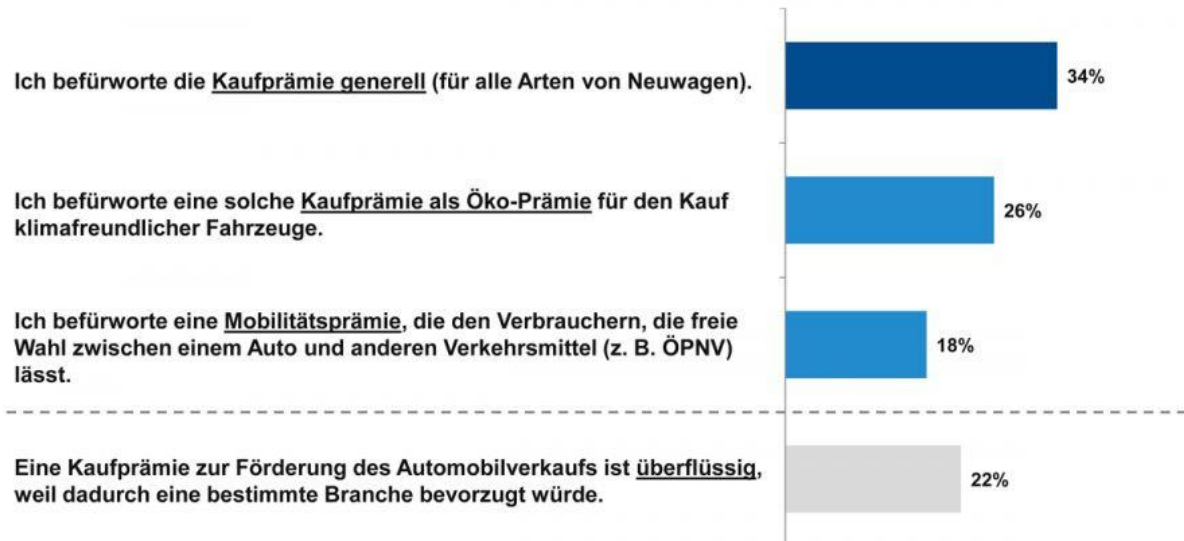 Ich befürworte die Kaufprämie generell (für alle Arten von Neuwagen).
34%
Ich befürworte eine solche Kaufprämie als Öko-Prämie für den Kauf
klimafreundlicher Fahrzeuge.
26%
Ich befürworte eine Mobilitätsprämie, die den Verbrauchern, die freie
Wahl zwischen einem Auto und anderen Verkehrsmittel (z. B. ÖPNV)
lässt.
18%
Eine Kaufprämie zur Förderung des Automobilverkaufs ist überflüssig,
weil dadurch eine bestimmte Branche bevorzugt würde.
22%